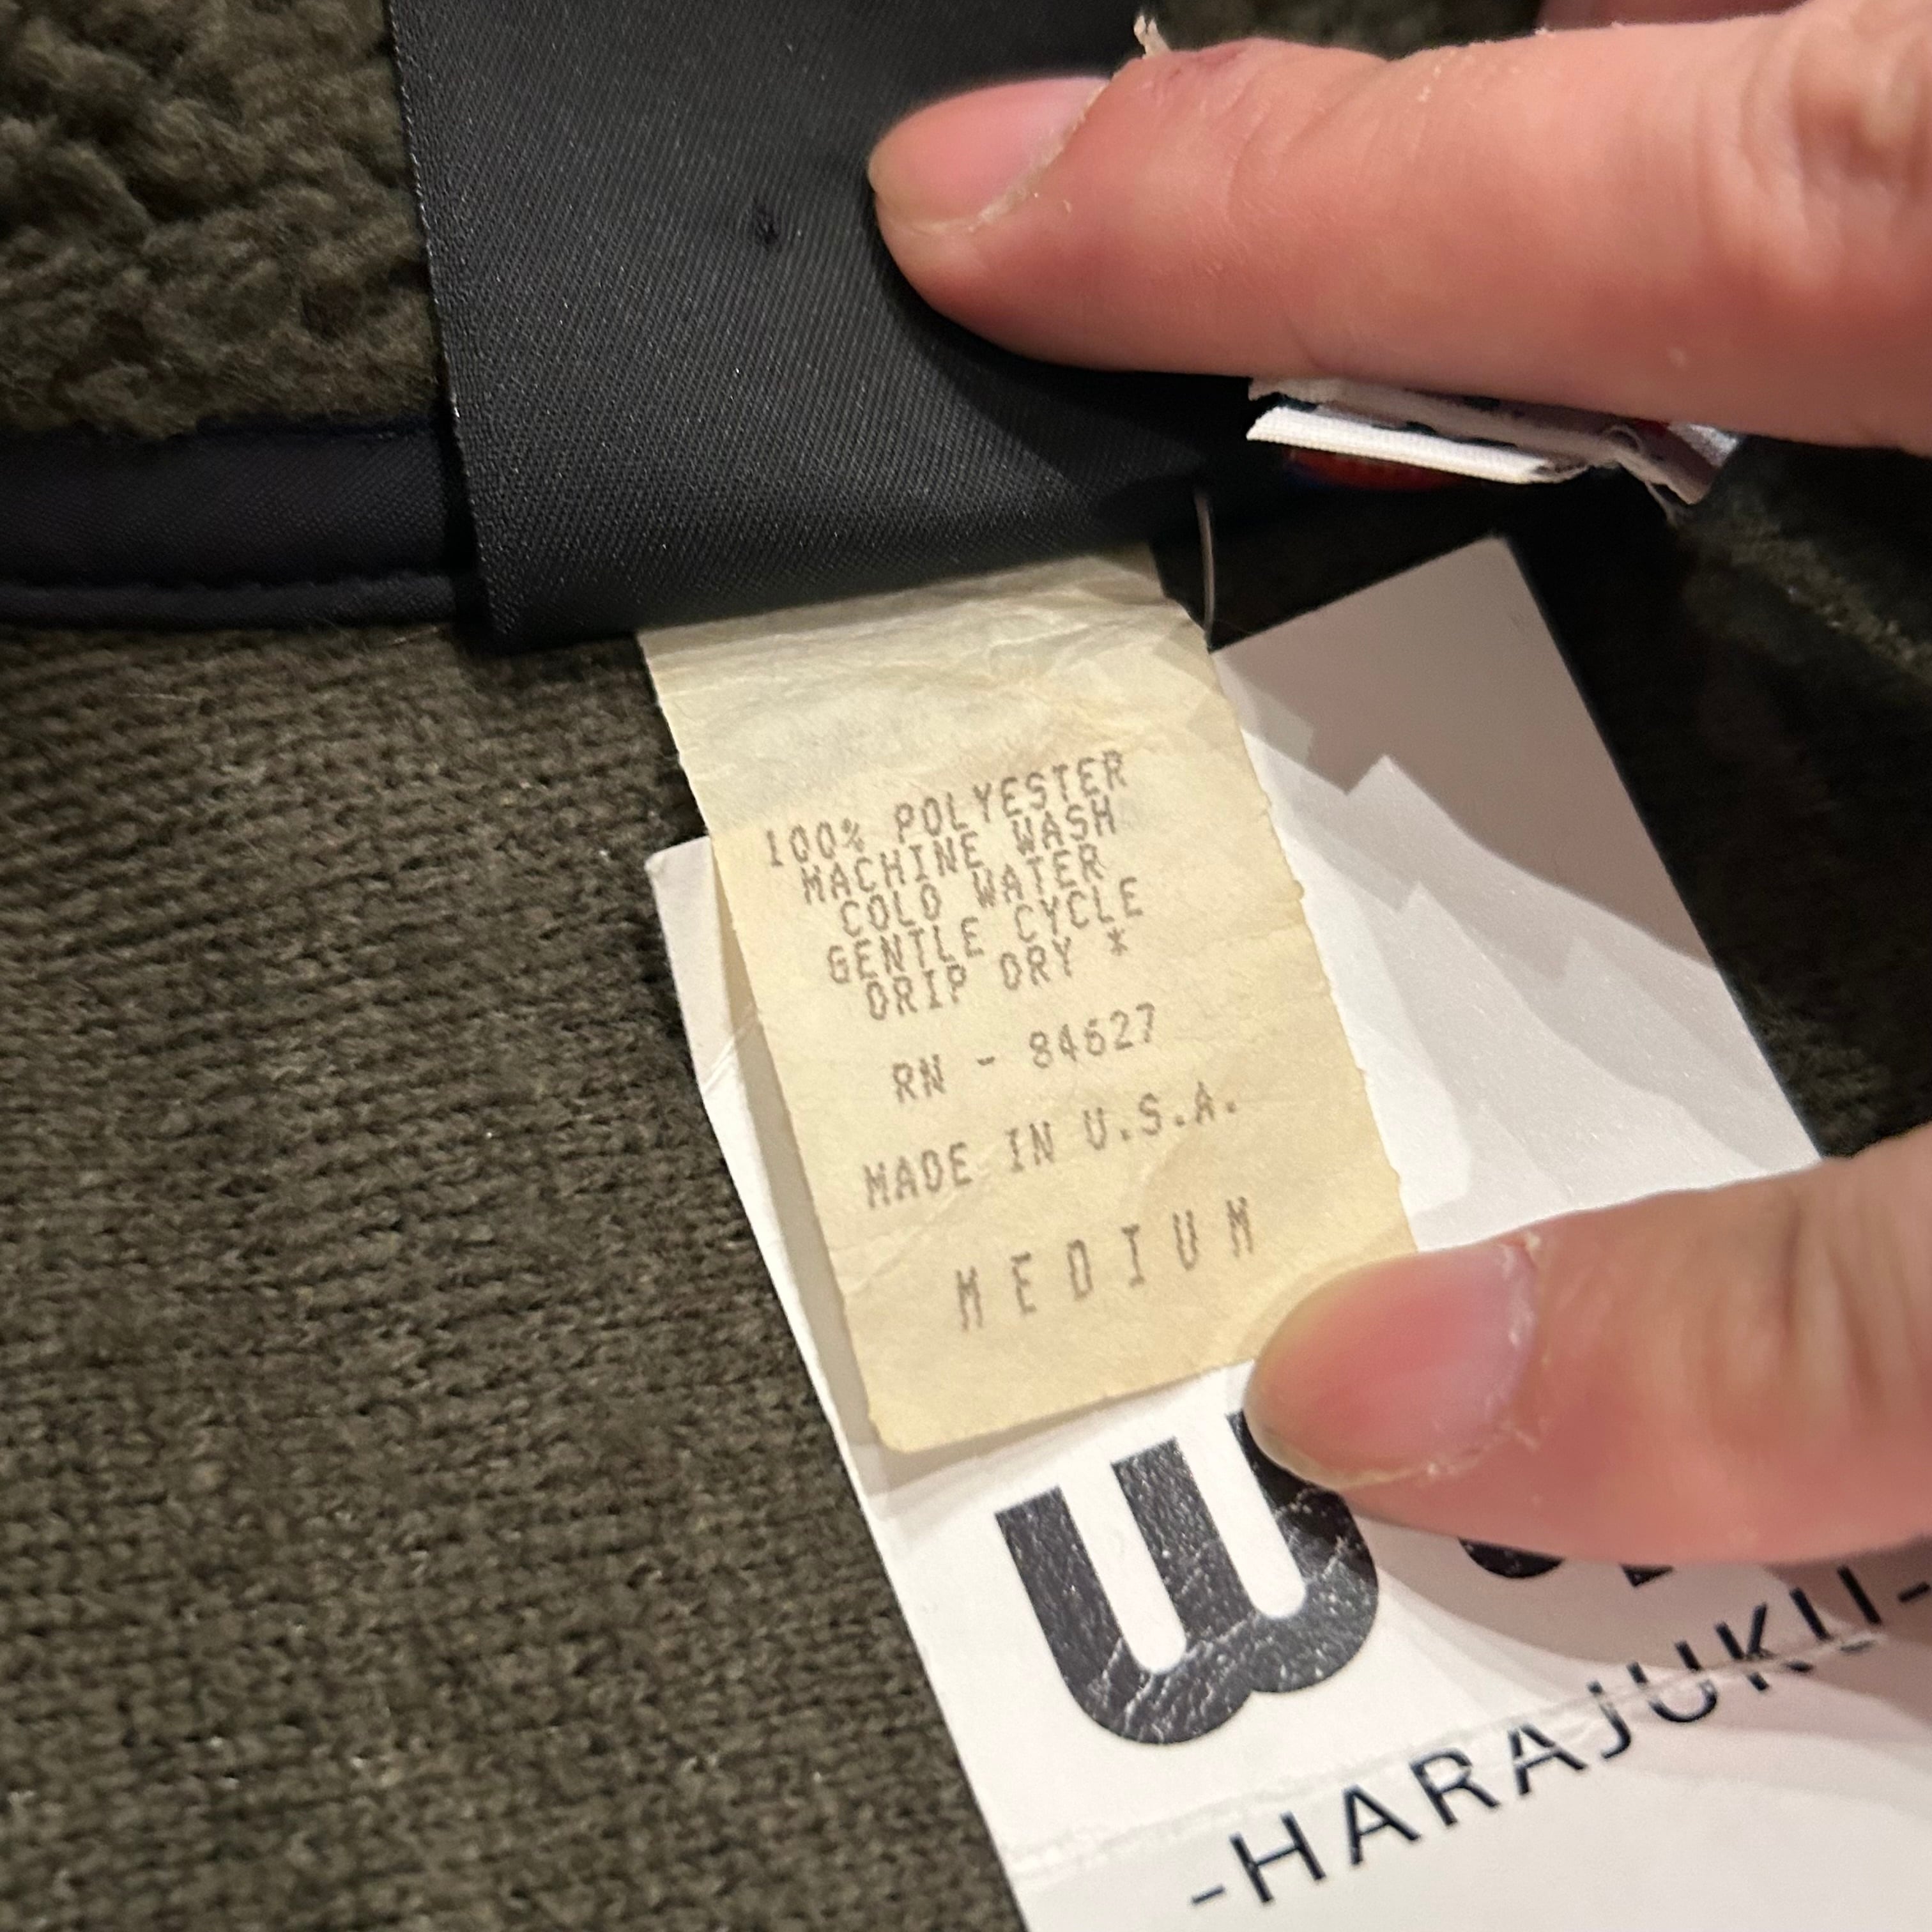 100% POLYESTER
MACHINE WASH
COLD WATER
GENTLE CYCLE
DRIP DRY *
RN - 84627
MADE IN U.S.A.
MEDIUM
-HARAJUKU-